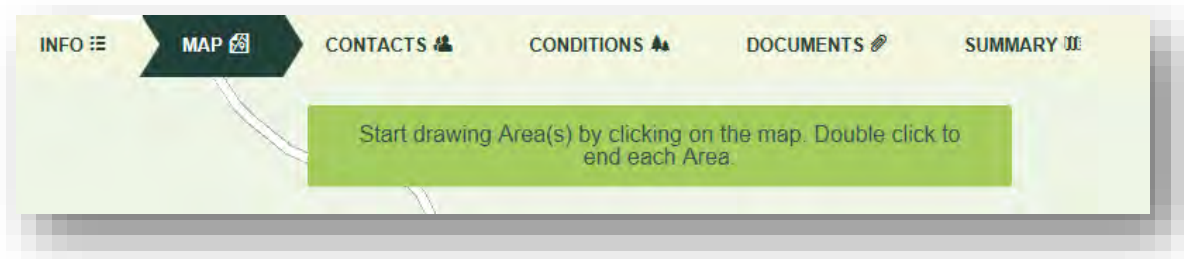 INFO MAP CONTACTS CONDITIONS DOCUMENTS SUMMARY
Start drawing Area(s) by clicking on the map. Double click to
end each Area.